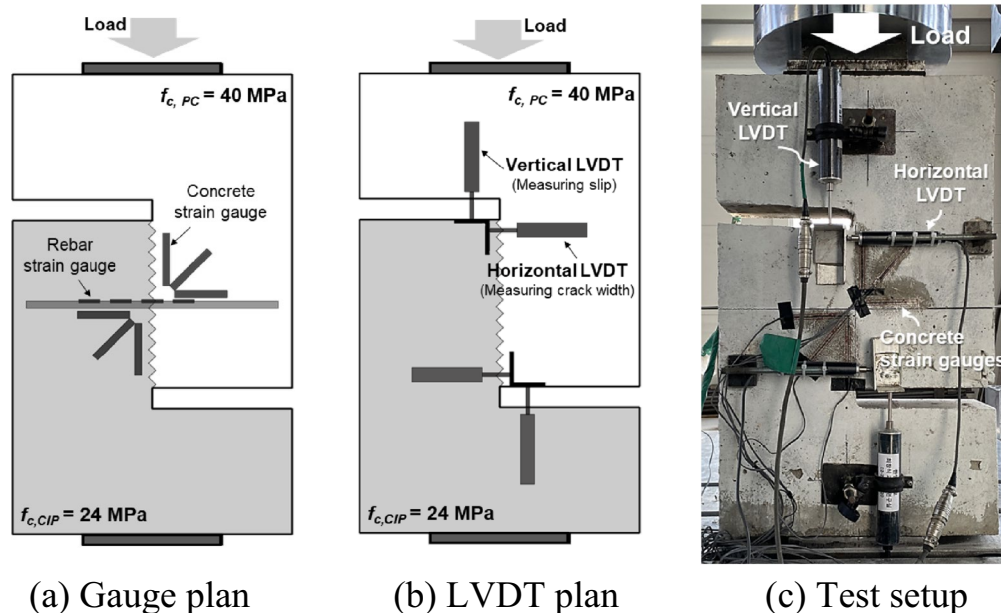 Load
f_c, PC = 40 MPa
Concrete
strain gauge
Rebar
strain gauge
f_c,CIP = 24 MPa
(a) Gauge plan
Load
f_c, PC = 40 MPa
Vertical LVDT
(Measuring slip)
Horizontal LVDT
(Measuring crack width)
f_c,CIP = 24 MPa
(b) LVDT plan
Load
Vertical
LVDT
Horizontal
LVDT
Concrete
strain gauges
(c) Test setup